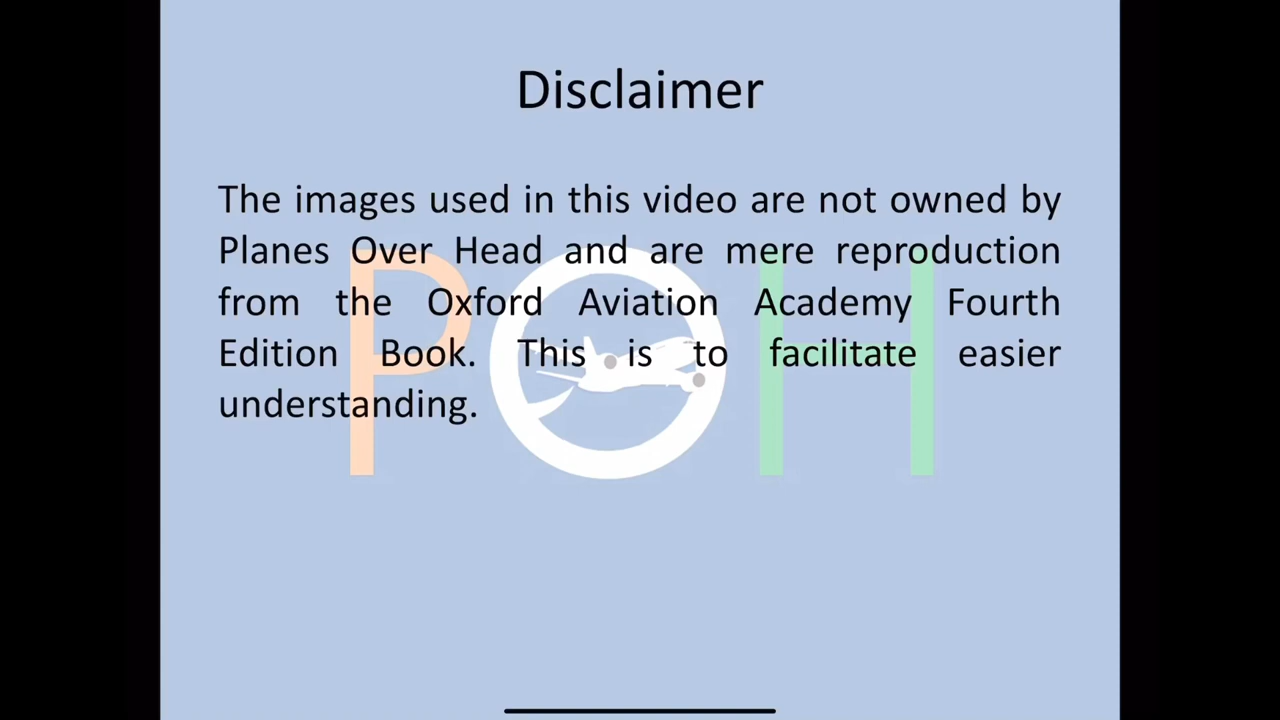 Disclaimer
The images used in this video are not owned by
Planes Over Head and are mere reproduction
from the Oxford Aviation Academy Fourth
Edition Book. This is to facilitate easier
understanding.
POH